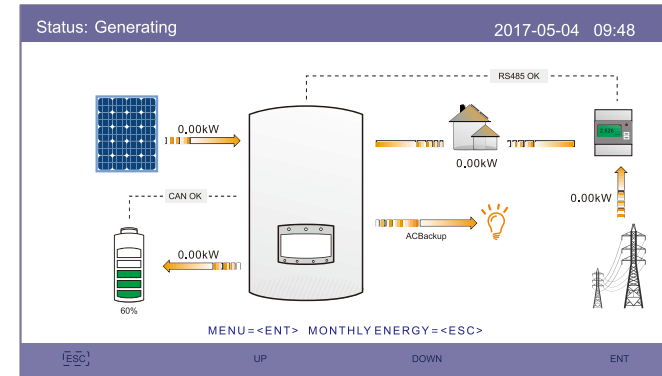 Status: Generating 2017-05-04 09:48
RS485 OK
0.00kW
0.00kW
CAN OK
0.00kW
ACBackup
0.00kW
60%
MENU=<ENT> MONTHLY ENERGY=<ESC>
ESC UP DOWN ENT